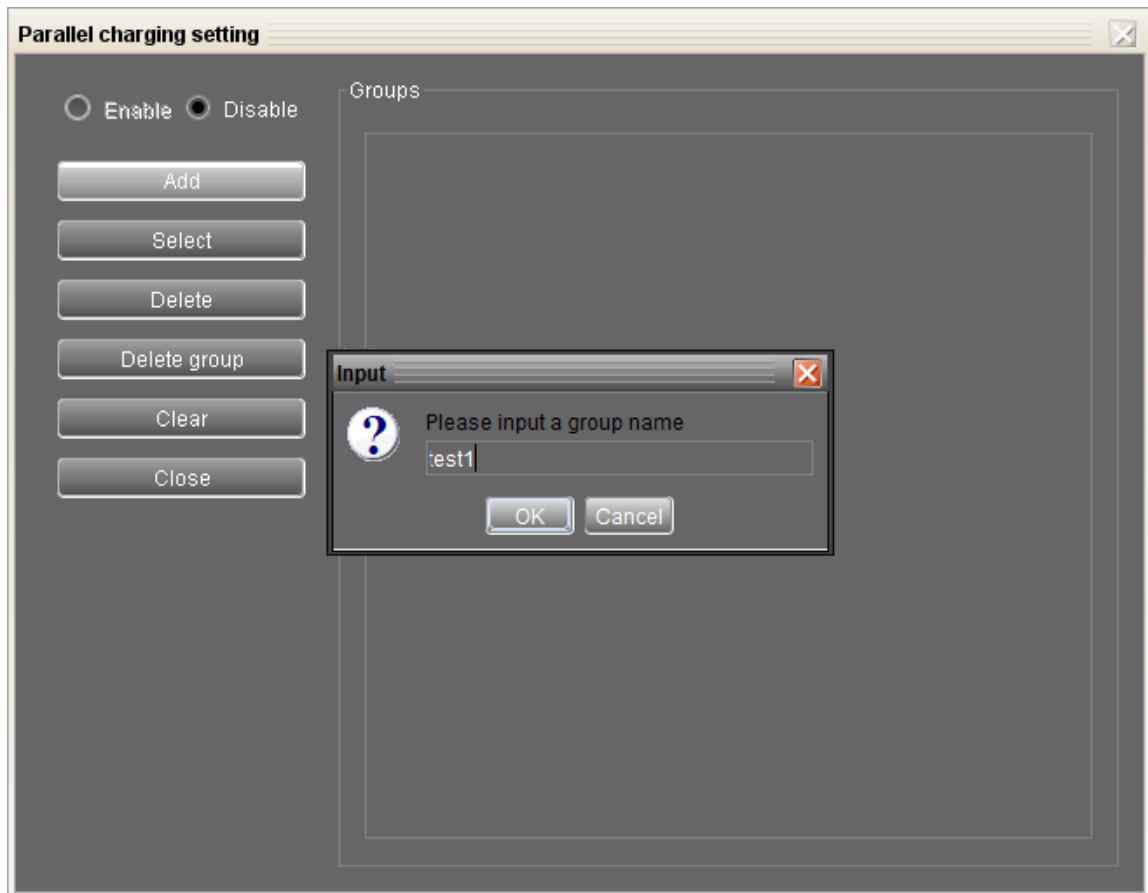 Parallel charging setting
Enable Disable
Groups
Add
Select
Delete
Delete group
Clear
Close
Input
?
Please input a group name
test1
OK Cancel